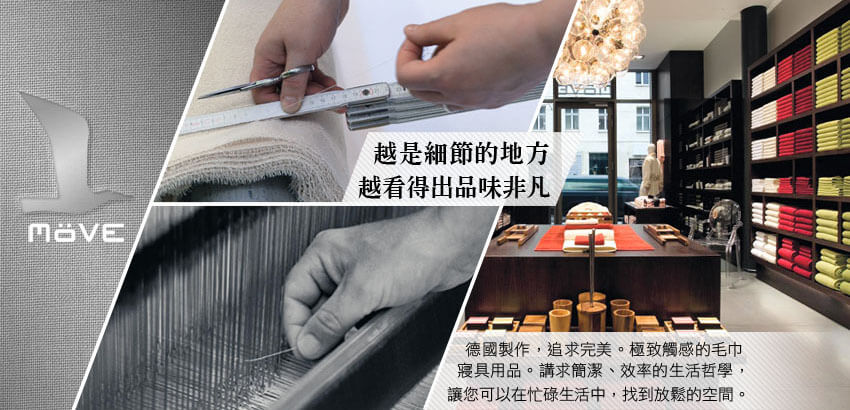 möve
越是細節的地方
越看得出品味非凡
德國製作，追求完美。極致觸感的毛巾
寢具用品。講求簡潔、效率的生活哲學，
讓您可以在忙碌生活中，找到放鬆的空間。